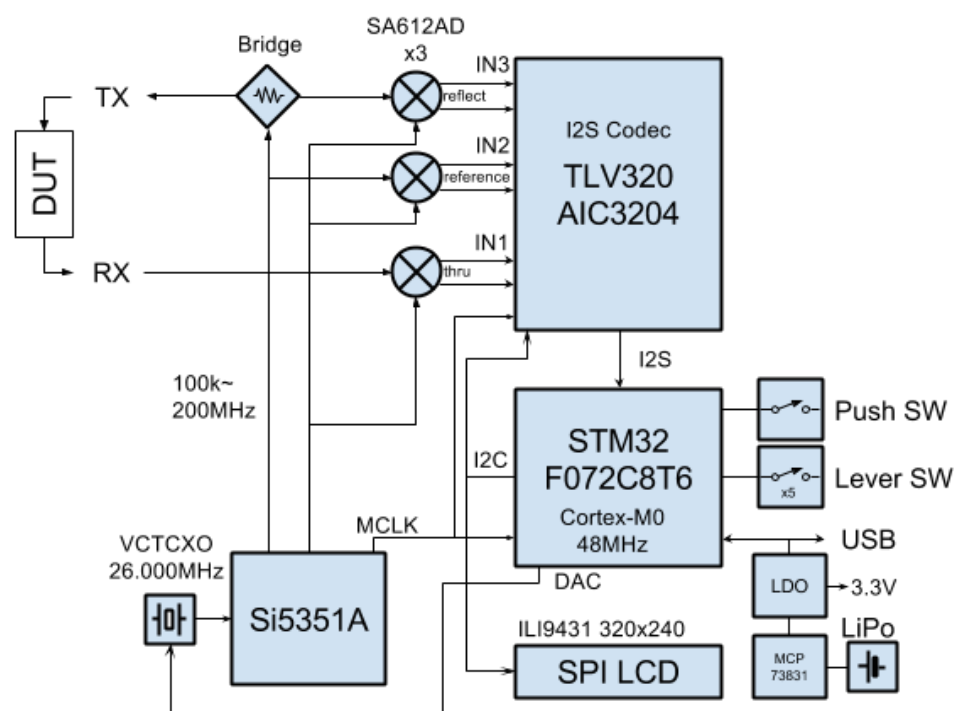 SA612AD
x3
Bridge
IN3
TX
reflect
I2S Codec
TLV320
AIC3204
IN2
reference
DUT
IN1
RX
thru
I2S
100k~
200MHz
STM32
F072C8T6
Cortex-M0
48MHz
Push SW
I2C
Lever SW
x5
MCLK
VCTCXO
26.000MHz
USB
DAC
LDO
3.3V
Si5351A
ILI9431 320x240
LiPo
SPI LCD
MCP
73831